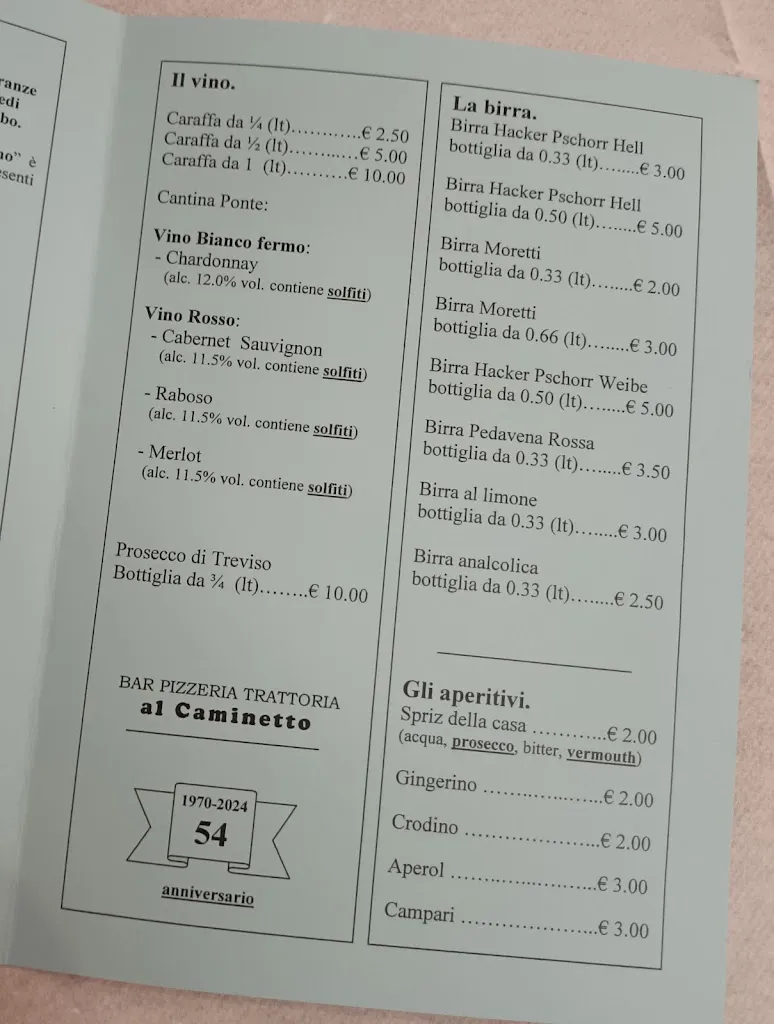 ranze
edi
bo.
no" è
esenti
Il vino.
Caraffa da ¼ (lt)............€ 2.50
Caraffa da ½ (lt)............€ 5.00
Caraffa da 1 (lt)..........€ 10.00
Cantina Ponte:
Vino Bianco fermo:
- Chardonnay
(alc. 12.0% vol. contiene solfiti)
Vino Rosso:
- Cabernet Sauvignon
(alc. 11.5% vol. contiene solfiti)
- Raboso
(alc. 11.5% vol. contiene solfiti)
- Merlot
(alc. 11.5% vol. contiene solfiti)
Prosecco di Treviso
Bottiglia da ¾ (lt)........€ 10.00
BAR PIZZERIA TRATTORIA
al Caminetto
1970-2024
54
anniversario
La birra.
Birra Hacker Pschorr Hell
bottiglia da 0.33 (lt)........€ 3.00
Birra Hacker Pschorr Hell
bottiglia da 0.50 (lt)........€ 5.00
Birra Moretti
bottiglia da 0.33 (lt)........€ 2.00
Birra Moretti
bottiglia da 0.66 (lt)........€ 3.00
Birra Hacker Pschorr Weibe
bottiglia da 0.50 (lt)........€ 5.00
Birra Pedavena Rossa
bottiglia da 0.33 (lt)........€ 3.50
Birra al limone
bottiglia da 0.33 (lt)........€ 3.00
Birra analcolica
bottiglia da 0.33 (lt)........€ 2.50
Gli aperitivi.
Spriz della casa ............€ 2.00
(acqua, prosecco, bitter, vermouth)
Gingerino ....................€ 2.00
Crodino ......................€ 2.00
Aperol .......................€ 3.00
Campari ......................€ 3.00